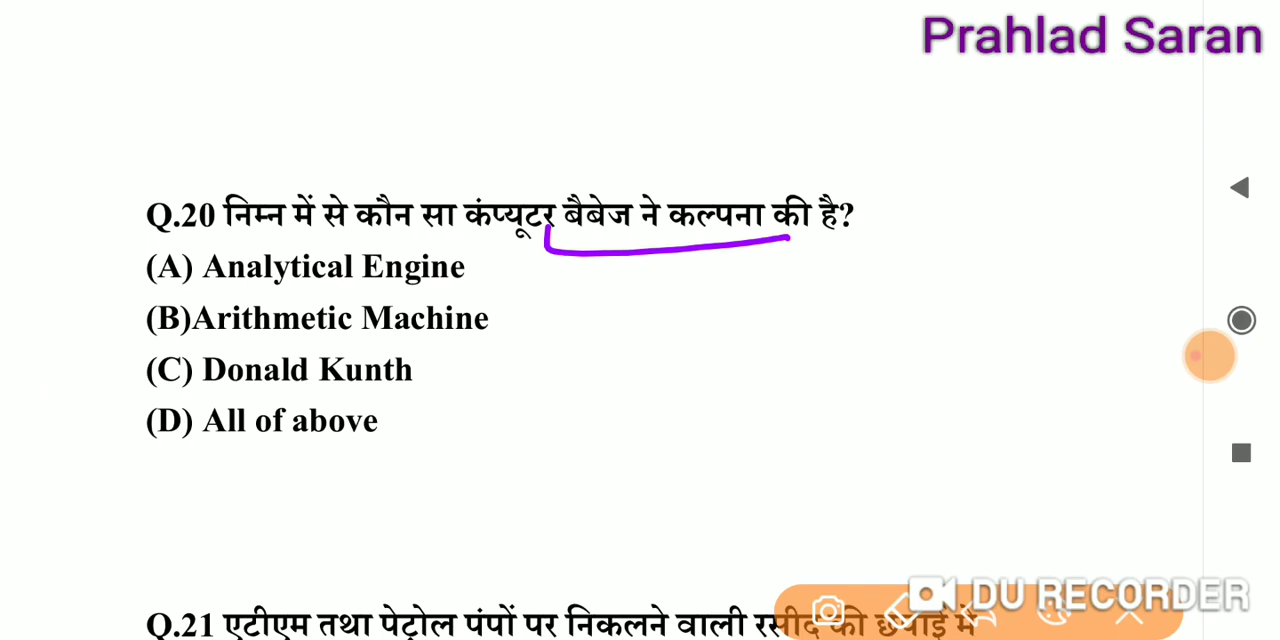 Prahlad Saran
Q.20 निम्न में से कौन सा कंप्यूटर बैबेज ने कल्पना की है?
(A) Analytical Engine
(B)Arithmetic Machine
(C) Donald Kunth
(D) All of above
Q.21 एटीएम तथा पेट्रोल पंपों पर निकलने वाली रसीद की छपाई में
DU RECORDER